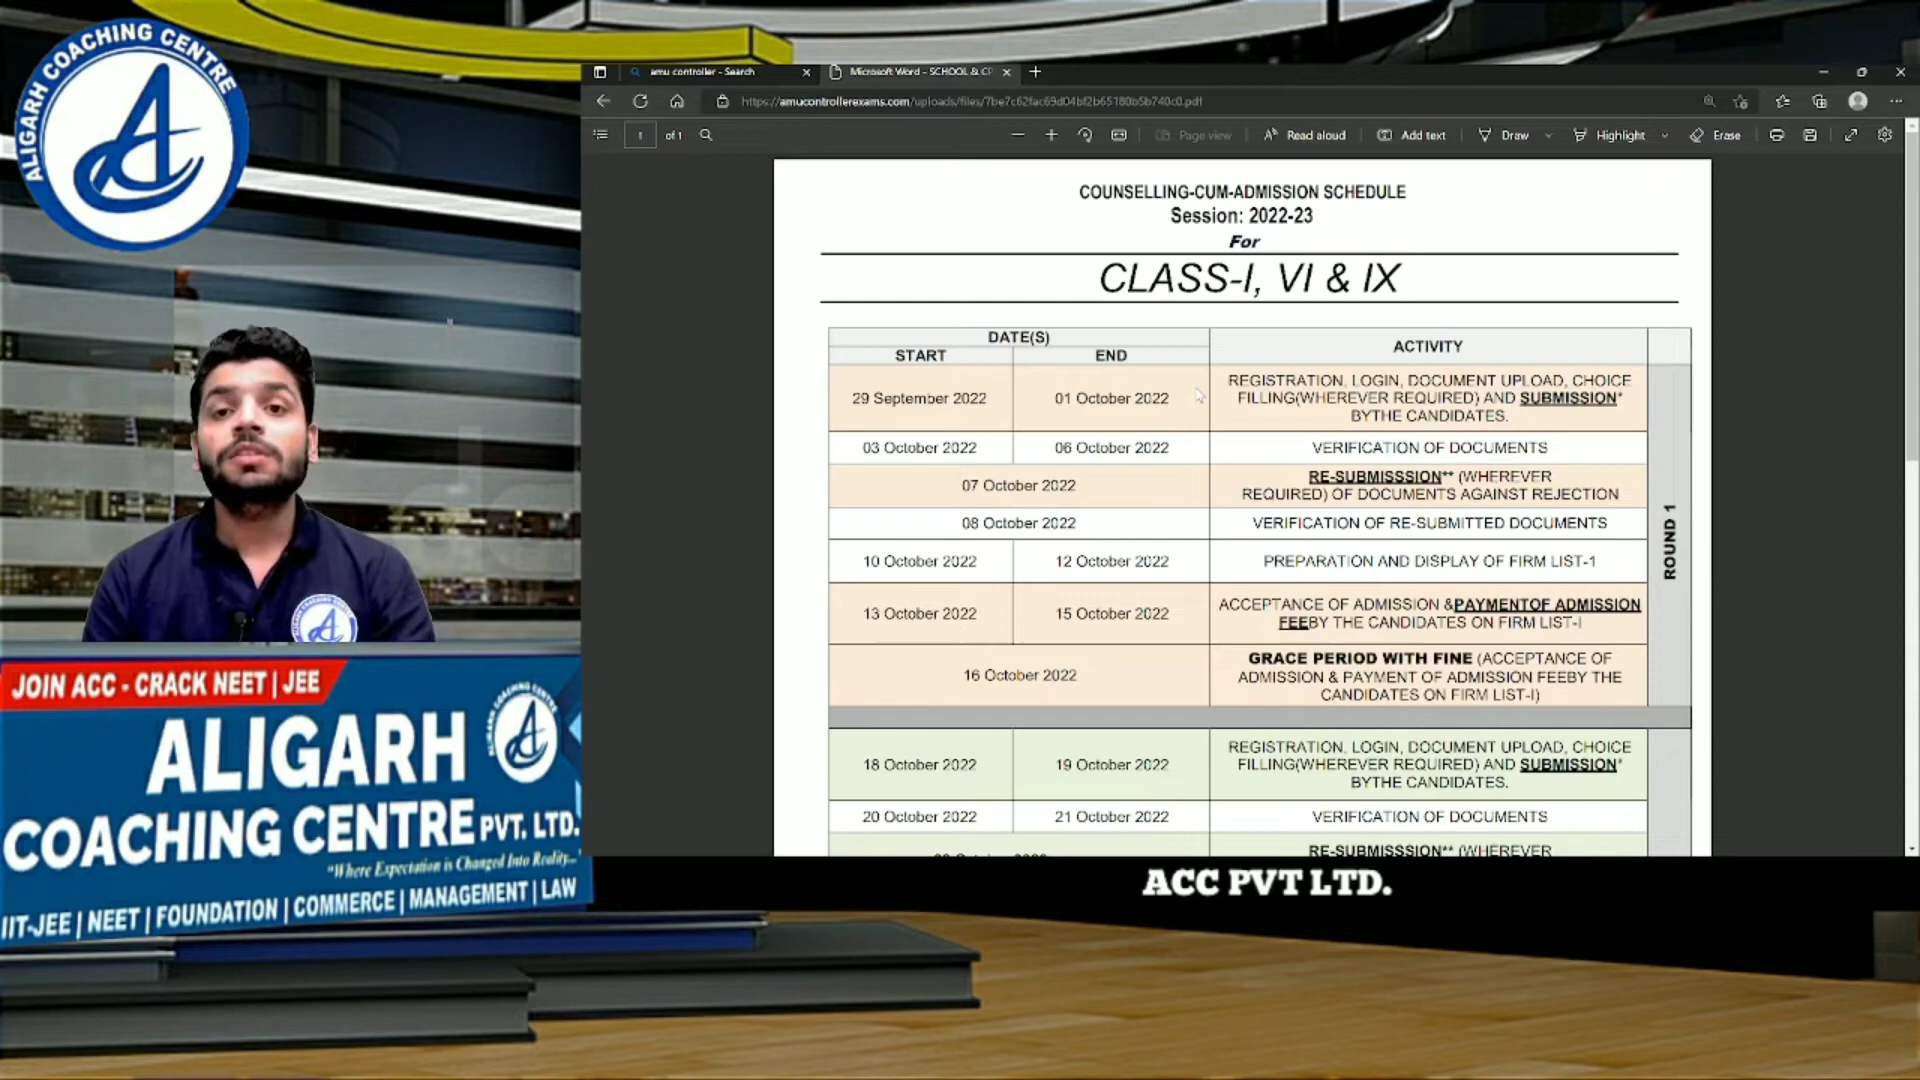 ALIGARH COACHING CENTRE
amu controller - Search
Microsoft Word - SCHOOL & CP
https://amucontrollerexams.com/uploads/files/7be7c62fac69d04bf2b65180b5b740c0.pdf
1 of 1
Page view
Read aloud
Add text
Draw
Highlight
Erase
COUNSELLING-CUM-ADMISSION SCHEDULE
Session: 2022-23
For
CLASS-I, VI & IX
DATE(S)
START END ACTIVITY
29 September 2022 01 October 2022 REGISTRATION, LOGIN, DOCUMENT UPLOAD, CHOICE
FILLING(WHEREVER REQUIRED) AND SUBMISSION*
BYTHE CANDIDATES.
03 October 2022 06 October 2022 VERIFICATION OF DOCUMENTS
07 October 2022 RE-SUBMISSSION** (WHEREVER
REQUIRED) OF DOCUMENTS AGAINST REJECTION
08 October 2022 VERIFICATION OF RE-SUBMITTED DOCUMENTS
10 October 2022 12 October 2022 PREPARATION AND DISPLAY OF FIRM LIST-1
13 October 2022 15 October 2022 ACCEPTANCE OF ADMISSION &PAYMENTOF ADMISSION
FEEBY THE CANDIDATES ON FIRM LIST-I
16 October 2022 GRACE PERIOD WITH FINE (ACCEPTANCE OF
ADMISSION & PAYMENT OF ADMISSION FEEBY THE
CANDIDATES ON FIRM LIST-I)
ROUND 1
18 October 2022 19 October 2022 REGISTRATION, LOGIN, DOCUMENT UPLOAD, CHOICE
FILLING(WHEREVER REQUIRED) AND SUBMISSION*
BYTHE CANDIDATES.
20 October 2022 21 October 2022 VERIFICATION OF DOCUMENTS
RE-SUBMISSSION** (WHEREVER
JOIN ACC - CRACK NEET | JEE
ALIGARH
COACHING CENTRE PVT. LTD.
"Where Expectation is Changed Into Reality..."
IIT-JEE | NEET | FOUNDATION | COMMERCE | MANAGEMENT | LAW
ACC PVT LTD.